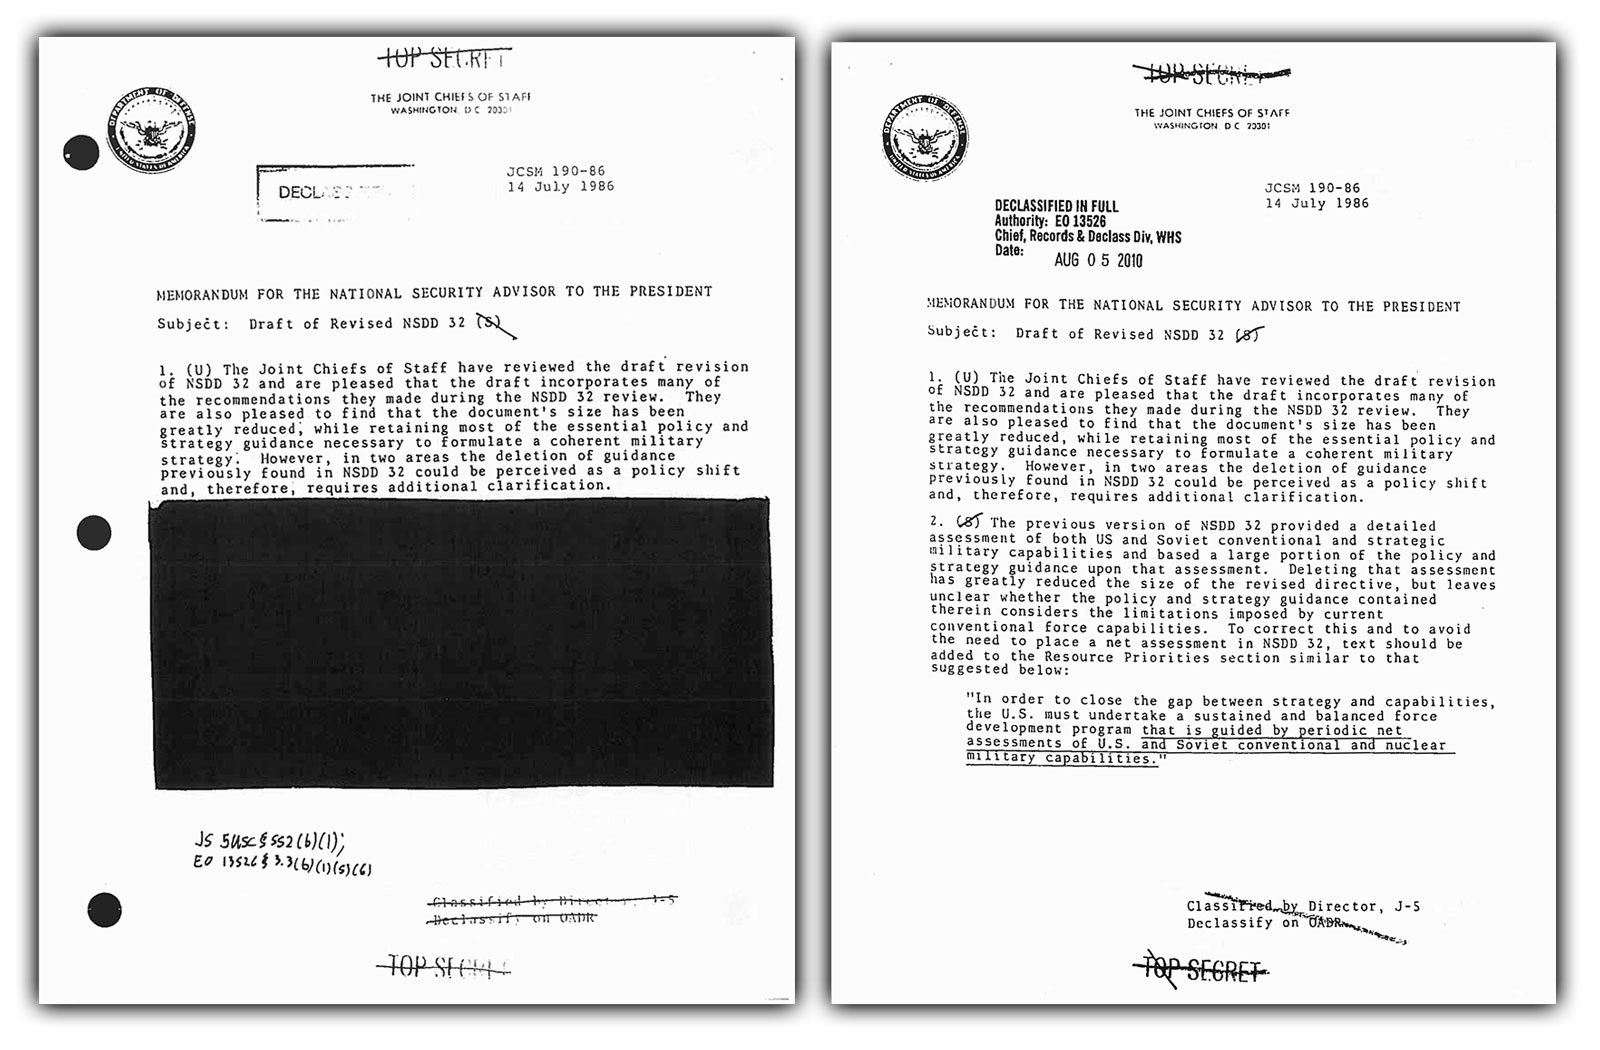 TOP SECRET
THE JOINT CHIEFS OF STAFF
WASHINGTON, D C 20301
DEPARTMENT OF DEFENSE
UNITED STATES OF AMERICA
JCSM 190-86
14 July 1986
MEMORANDUM FOR THE NATIONAL SECURITY ADVISOR TO THE PRESIDENT
Subject: Draft of Revised NSDD 32 (S)
1. (U) The Joint Chiefs of Staff have reviewed the draft revision
of NSDD 32 and are pleased that the draft incorporates many of
the recommendations they made during the NSDD 32 review. They
are also pleased to find that the document's size has been
greatly reduced, while retaining most of the essential policy and
strategy guidance necessary to formulate a coherent military
strategy. However, in two areas the deletion of guidance
previously found in NSDD 32 could be perceived as a policy shift
and, therefore, requires additional clarification.
JS 5 USC § 552 (b)(1);
EO 13526 § 3.3(b)(1)(5)(6)
Classified by Director, J-5
Declassify on OADR
TOP SECRET
TOP SECRET
THE JOINT CHIEFS OF STAFF
WASHINGTON, D C 20301
DEPARTMENT OF DEFENSE
UNITED STATES OF AMERICA
JCSM 190-86
14 July 1986
DECLASSIFIED IN FULL
Authority: EO 13526
Chief, Records & Declass Div, WHS
Date: AUG 05 2010
MEMORANDUM FOR THE NATIONAL SECURITY ADVISOR TO THE PRESIDENT
Subject: Draft of Revised NSDD 32 (S)
1. (U) The Joint Chiefs of Staff have reviewed the draft revision
of NSDD 32 and are pleased that the draft incorporates many of
the recommendations they made during the NSDD 32 review. They
are also pleased to find that the document's size has been
greatly reduced, while retaining most of the essential policy and
strategy guidance necessary to formulate a coherent military
strategy. However, in two areas the deletion of guidance
previously found in NSDD 32 could be perceived as a policy shift
and, therefore, requires additional clarification.
2. (S) The previous version of NSDD 32 provided a detailed
assessment of both US and Soviet conventional and strategic
military capabilities and based a large portion of the policy and
strategy guidance upon that assessment. Deleting that assessment
has greatly reduced the size of the revised directive, but leaves
unclear whether the policy and strategy guidance contained
therein considers the limitations imposed by current
conventional force capabilities. To correct this and to avoid
the need to place a net assessment in NSDD 32, text should be
added to the Resource Priorities section similar to that
suggested below:
"In order to close the gap between strategy and capabilities,
the U.S. must undertake a sustained and balanced force
development program that is guided by periodic net
assessments of U.S. and Soviet conventional and nuclear
military capabilities."
Classified by Director, J-5
Declassify on OADR
TOP SECRET